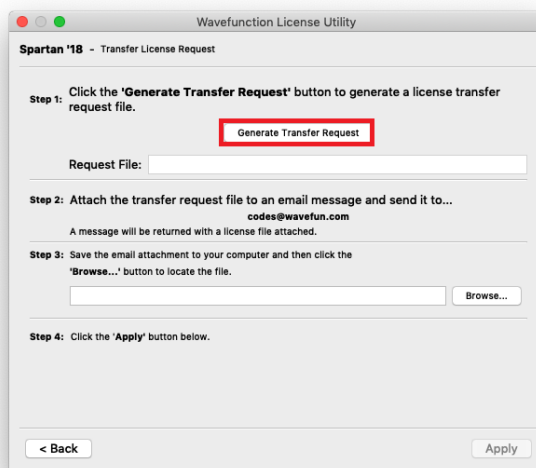 Wavefunction License Utility
Spartan '18 - Transfer License Request
Step 1: Click the 'Generate Transfer Request' button to generate a license transfer
request file.
Generate Transfer Request
Request File:
Step 2: Attach the transfer request file to an email message and send it to...
codes@wavefun.com
A message will be returned with a license file attached.
Step 3: Save the email attachment to your computer and then click the
'Browse...' button to locate the file.
Browse...
Step 4: Click the 'Apply' button below.
< Back
Apply